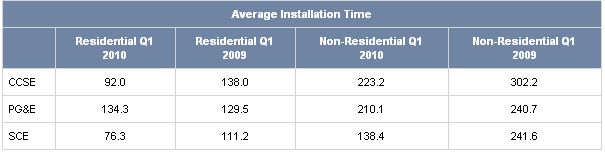 Average Installation Time
Residential Q1 2010 Residential Q1 2009 Non-Residential Q1 2010 Non-Residential Q1 2009
CCSE 92.0 138.0 223.2 302.2
PG&E 134.3 129.5 210.1 240.7
SCE 76.3 111.2 138.4 241.6